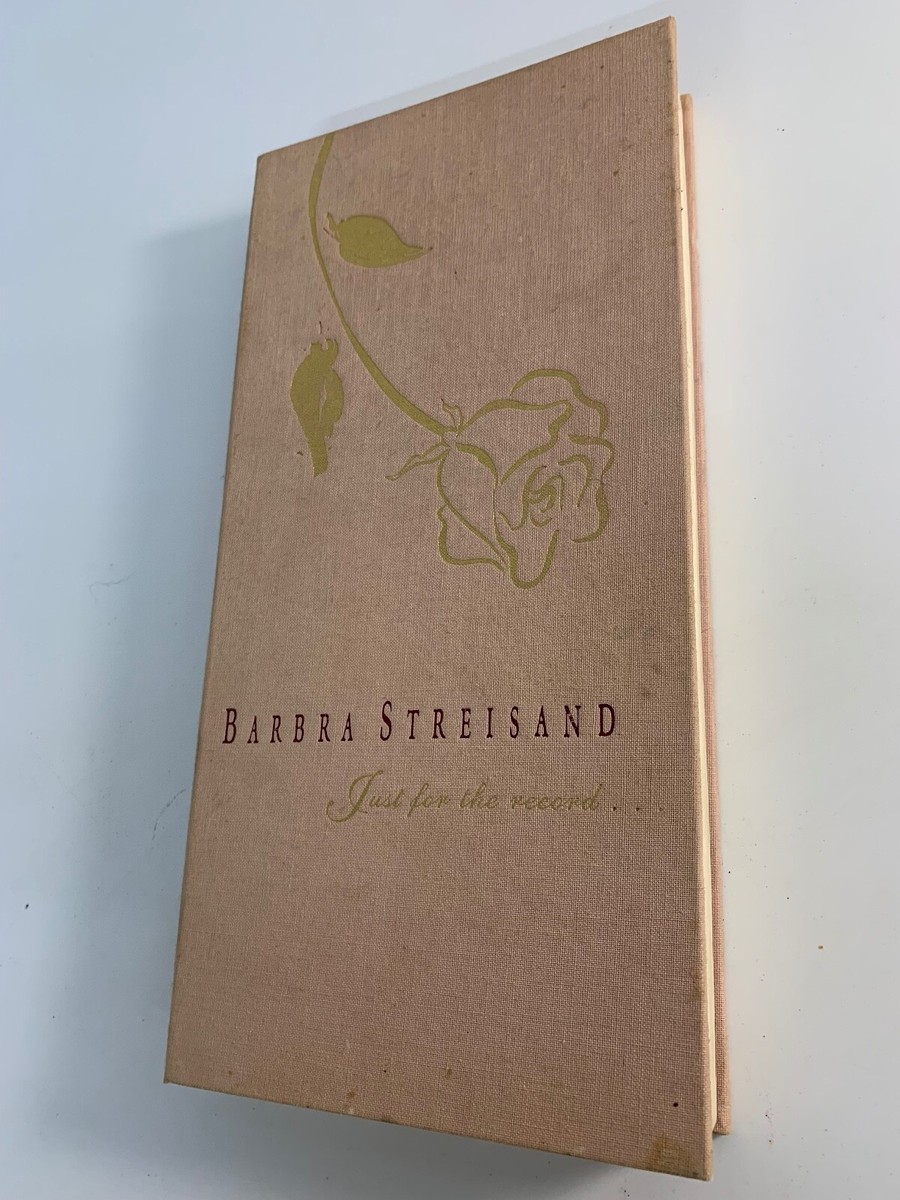 BARBRA STREISAND
Just for the record . . .